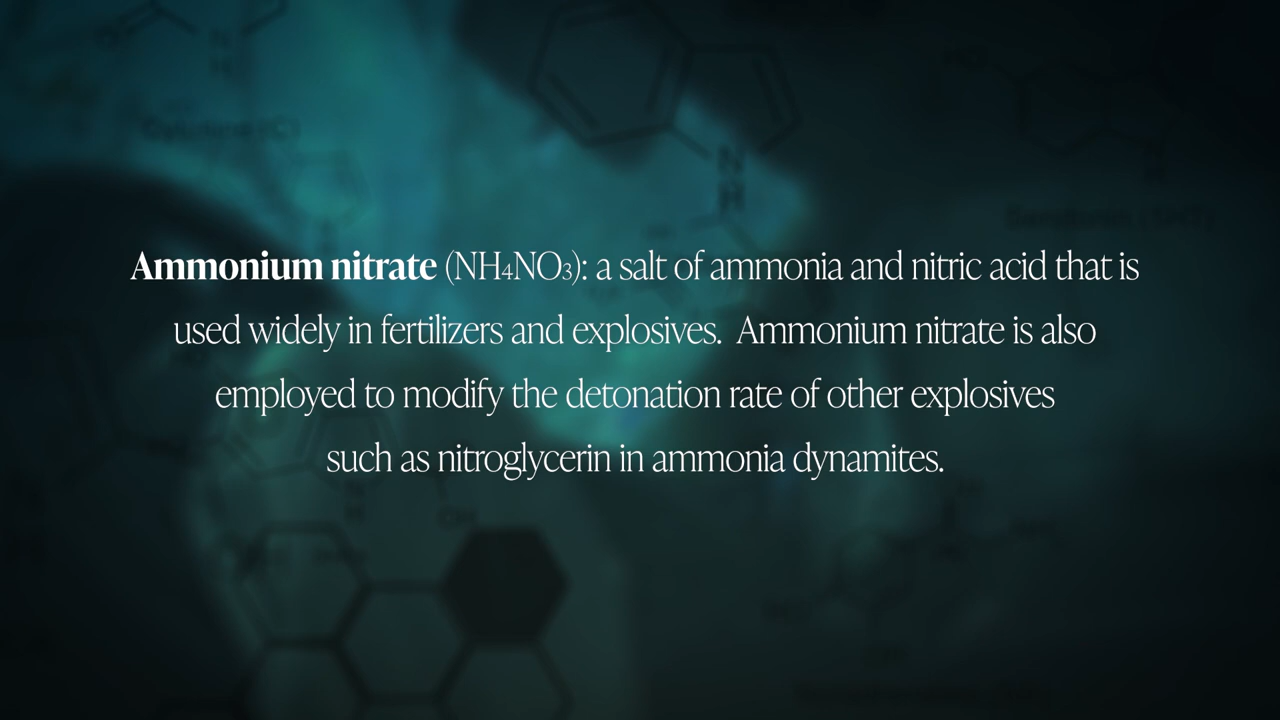 Ammonium nitrate (NH₄NO₃): a salt of ammonia and nitric acid that is
used widely in fertilizers and explosives.  Ammonium nitrate is also
employed to modify the detonation rate of other explosives
such as nitroglycerin in ammonia dynamites.